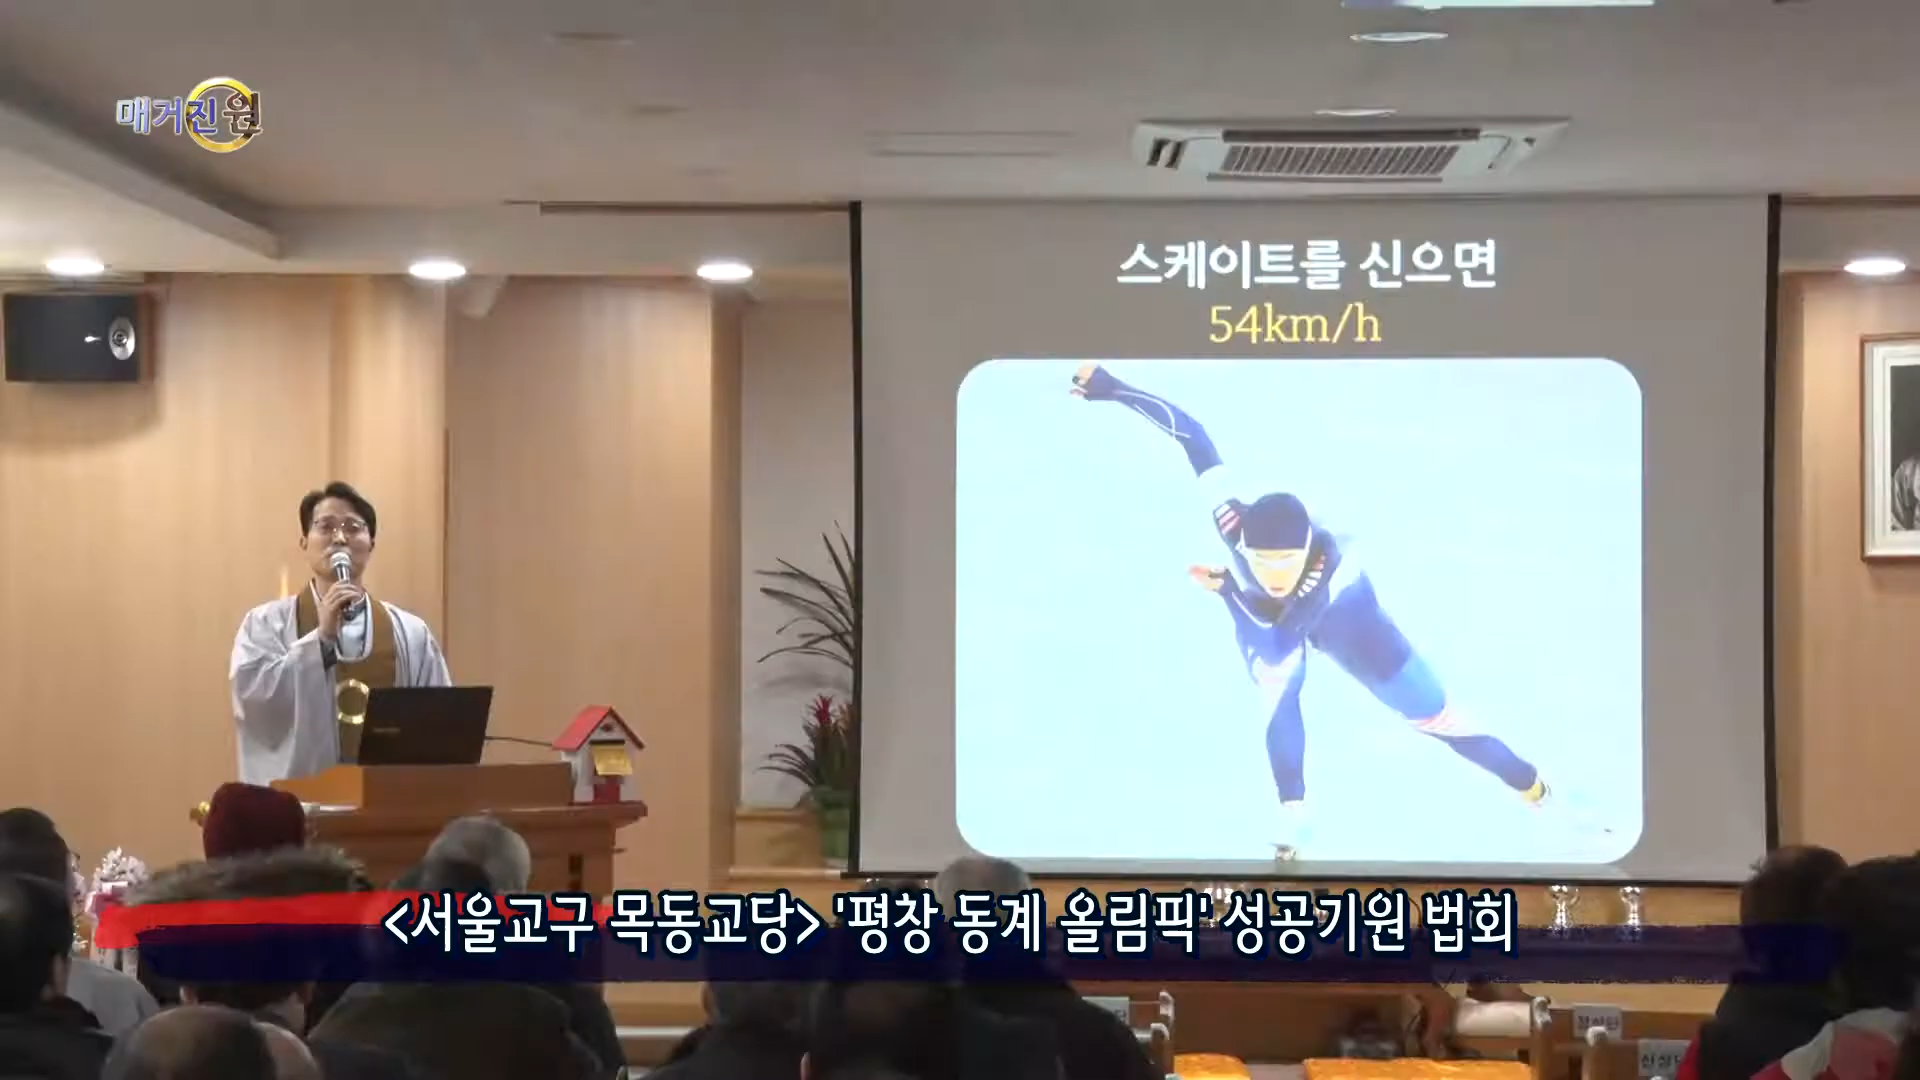 매거진원
스케이트를 신으면
54km/h
<서울교구 목동교당> '평창 동계 올림픽' 성공기원 법회